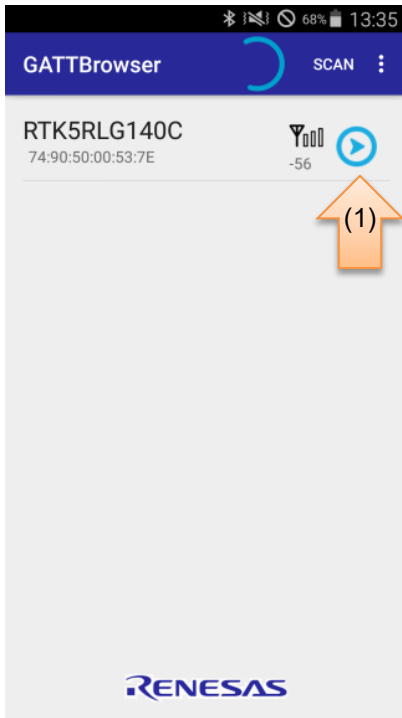 68% 13:35
GATTBrowser SCAN
RTK5RLG140C
74:90:50:00:53:7E
-56
(1)
RENESAS